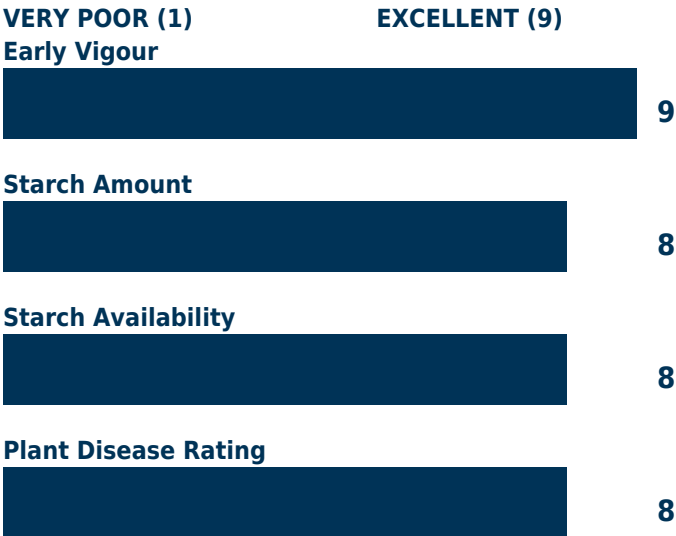 VERY POOR (1) EXCELLENT (9)
Early Vigour
9
Starch Amount
8
Starch Availability
8
Plant Disease Rating
8